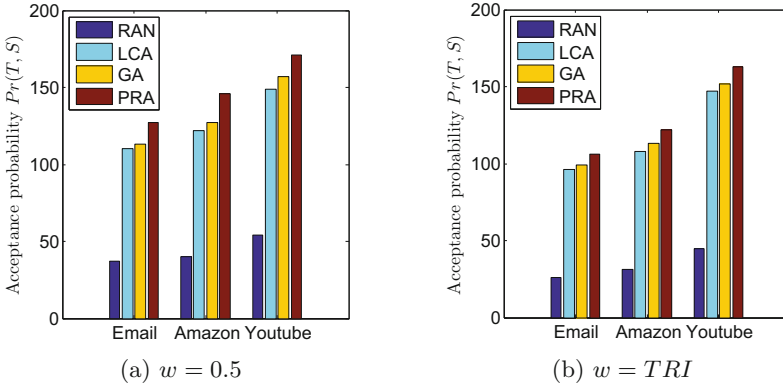 200
150
100
50
0
Acceptance probability Pr(T, S)
RAN
LCA
GA
PRA
Email Amazon Youtube
(a) w = 0.5
200
150
100
50
0
Acceptance probability Pr(T, S)
RAN
LCA
GA
PRA
Email Amazon Youtube
(b) w = TRI